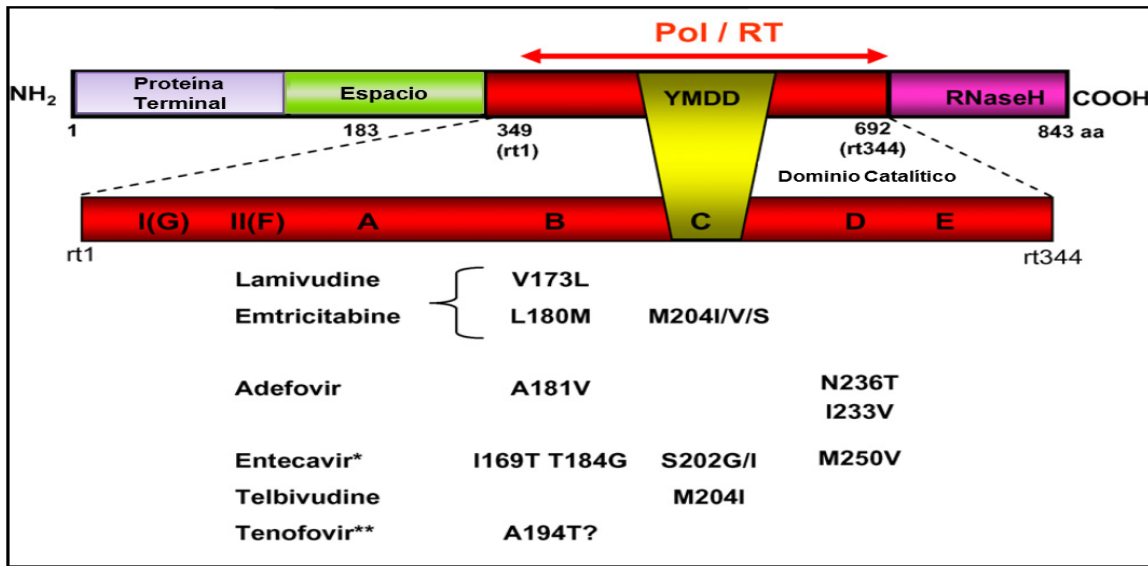 Pol / RT
NH2 Proteína Terminal Espacio YMDD RNaseH COOH
1 183 349 692 843 aa
(rt1) (rt344)
Dominio Catalítico
I(G) II(F) A B C D E
rt1 rt344
Lamivudine V173L
Emtricitabine L180M M204I/V/S
Adefovir A181V N236T
I233V
Entecavir* I169T T184G S202G/I M250V
Telbivudine M204I
Tenofovir** A194T?